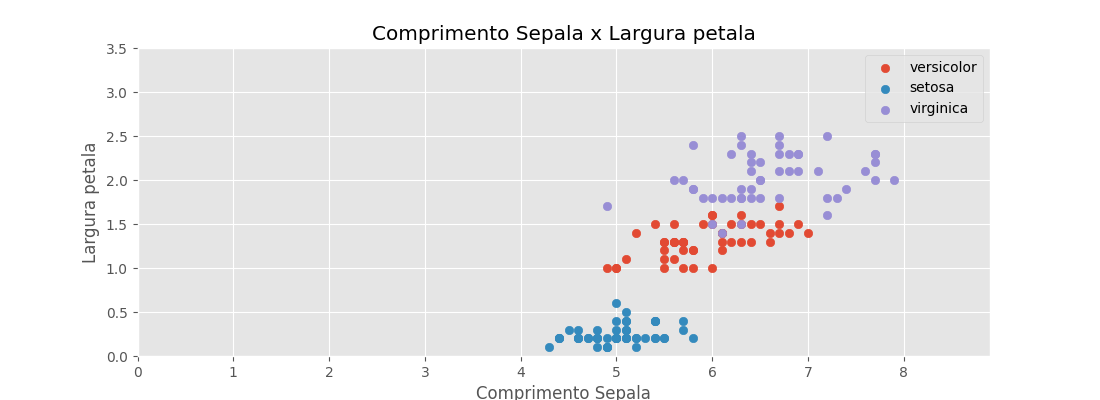 Comprimento Sepala x Largura petala
3.5
3.0
2.5
2.0
1.5
1.0
0.5
0.0
Largura petala
versicolor
setosa
virginica
0 1 2 3 4 5 6 7 8
Comprimento Sepala